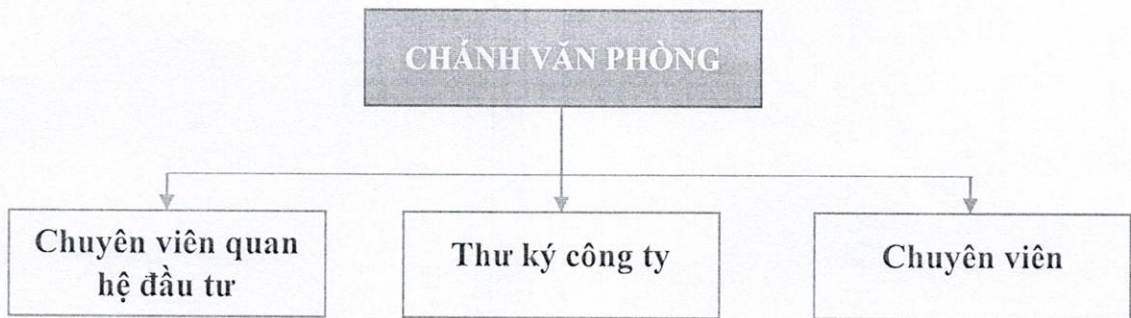 CHÁNH VĂN PHÒNG
Chuyên viên quan
hệ đầu tư
Thư ký công ty
Chuyên viên